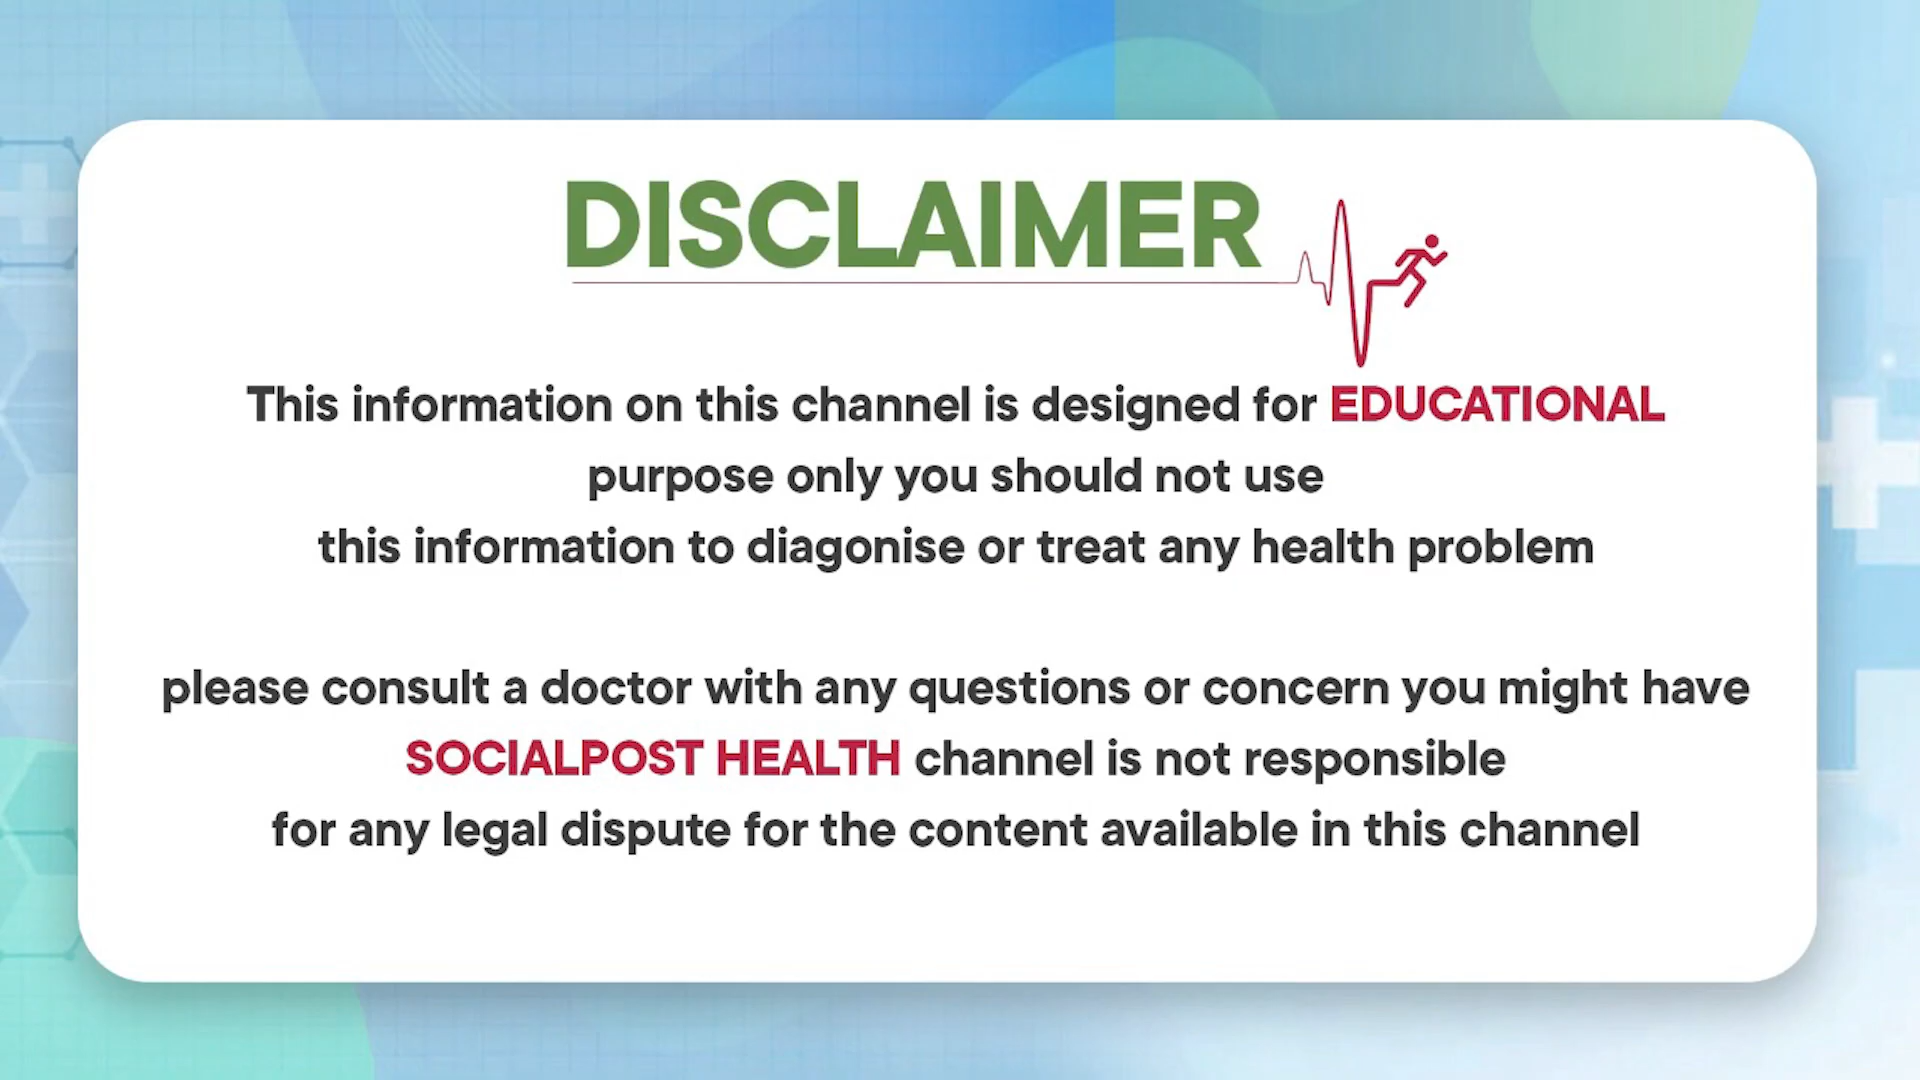 DISCLAIMER
This information on this channel is designed for EDUCATIONAL
purpose only you should not use
this information to diagonise or treat any health problem
please consult a doctor with any questions or concern you might have
SOCIALPOST HEALTH channel is not responsible
for any legal dispute for the content available in this channel